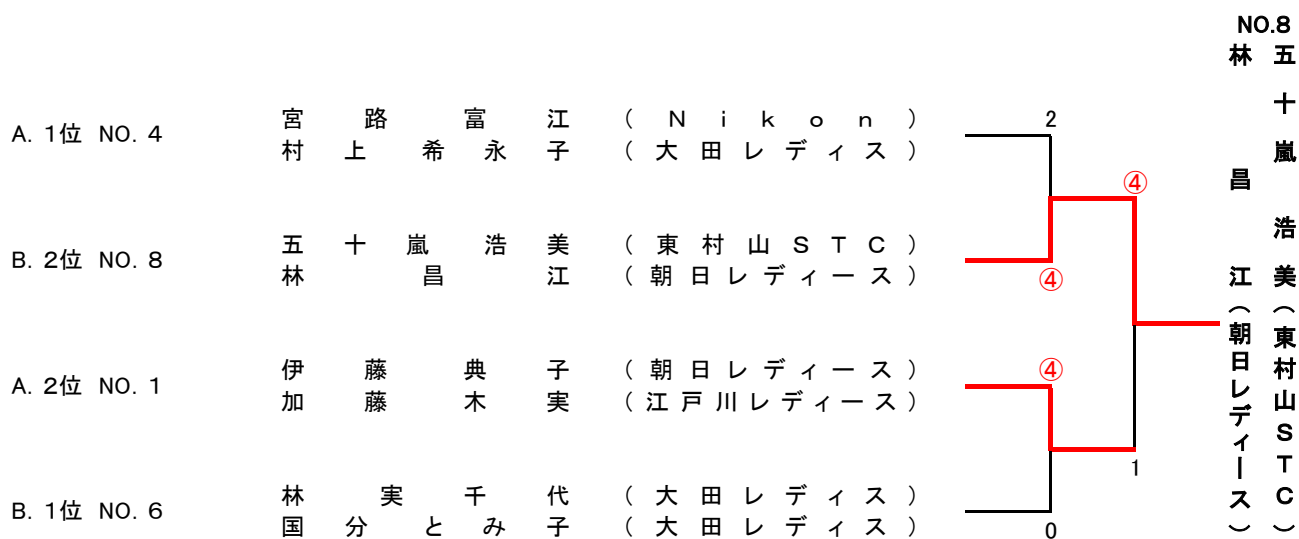 NO.8
五十嵐浩美（東村山STC）
林昌江（朝日レディース）
A. 1位 NO. 4
宮路富江（Nikon）
村上希永子（大田レディス）
2
B. 2位 NO. 8
五十嵐浩美（東村山STC）
林昌江（朝日レディース）
④
④
A. 2位 NO. 1
伊藤典子（朝日レディース）
加藤木実（江戸川レディース）
④
1
B. 1位 NO. 6
林実千代（大田レディス）
国分とみ子（大田レディス）
0